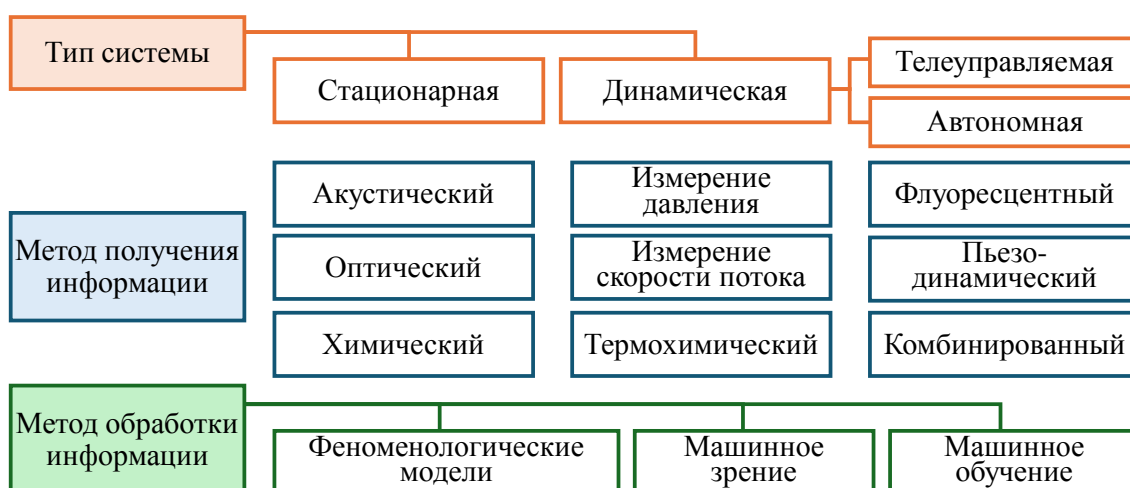 Тип системы
Стационарная
Динамическая
Телеуправляемая
Автономная
Метод получения
информации
Акустический
Измерение
давления
Флуоресцентный
Оптический
Измерение
скорости потока
Пьезо-
динамический
Химический
Термохимический
Комбинированный
Метод обработки
информации
Феноменологические
модели
Машинное
зрение
Машинное
обучение